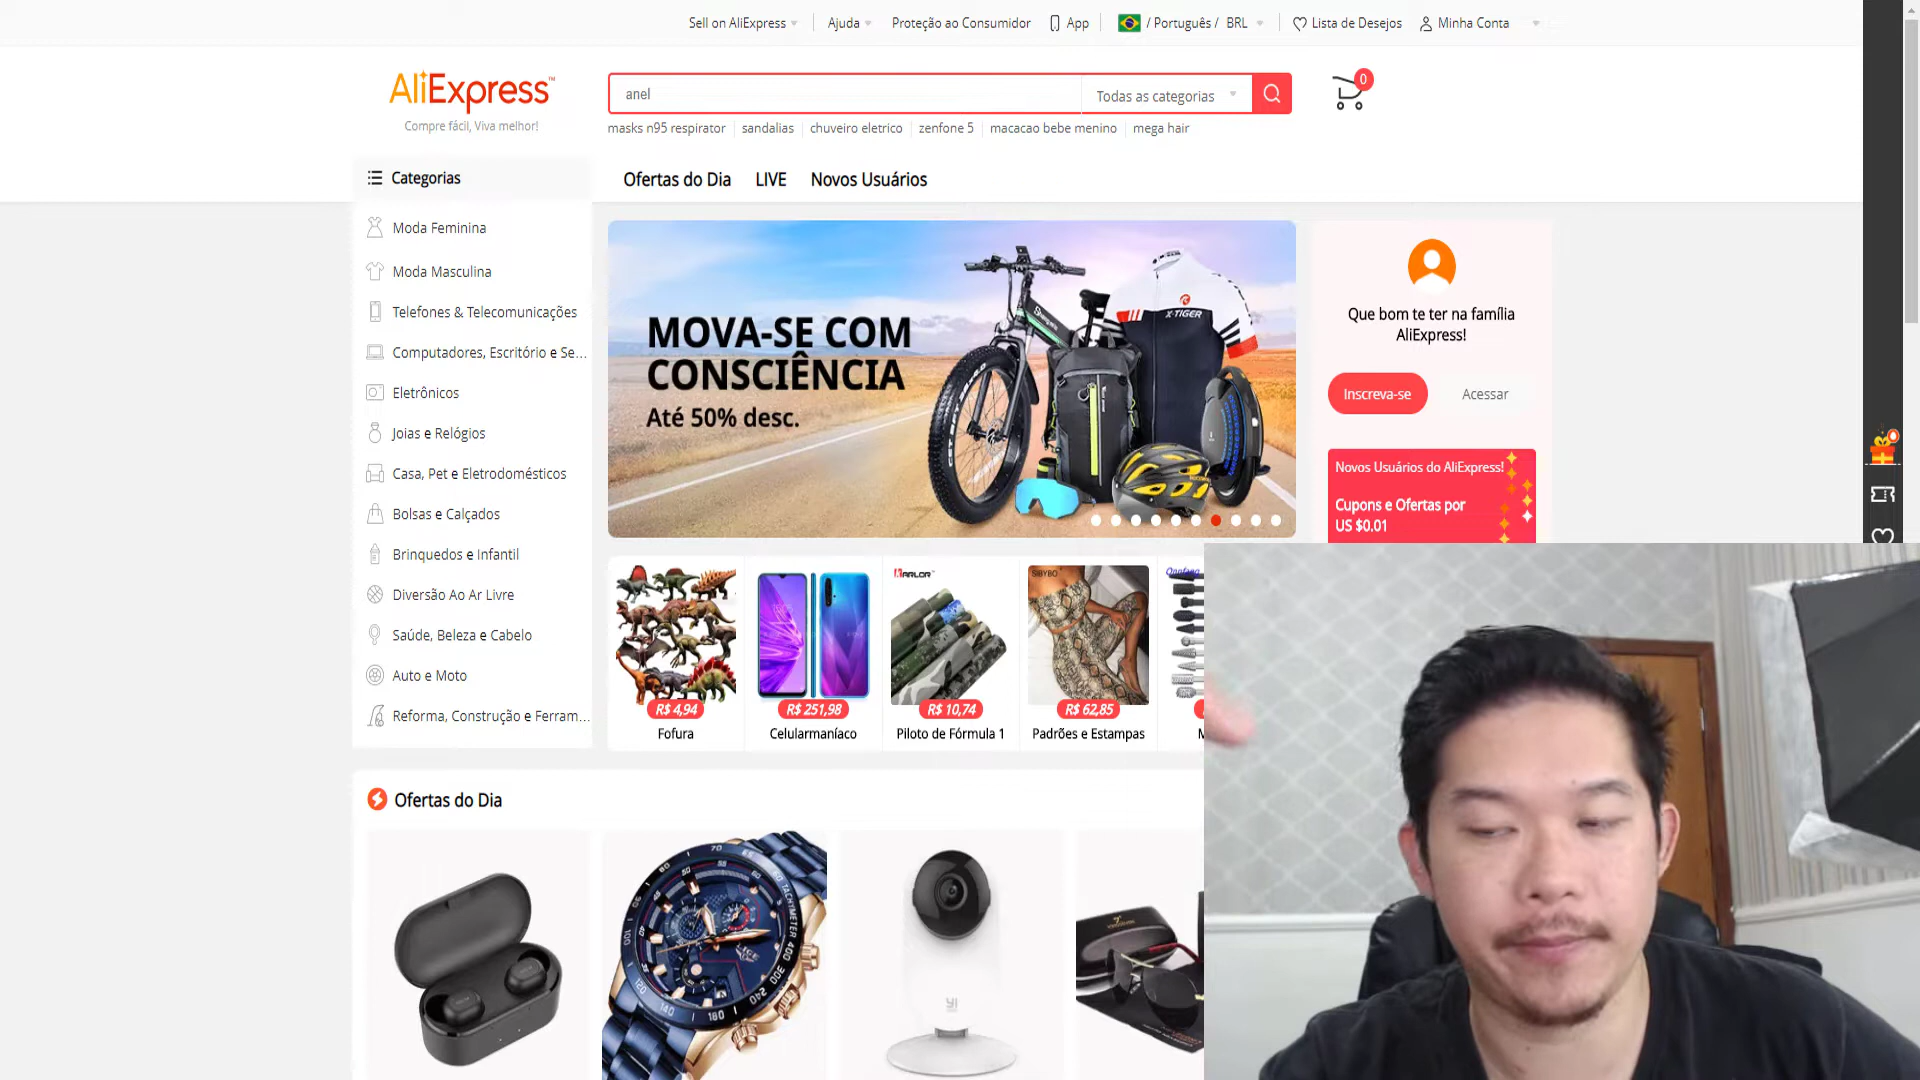 Sell on AliExpress
Ajuda
Proteção ao Consumidor
App
/ Português /
BRL
Lista de Desejos
Minha Conta
AliExpress™
Compre fácil, Viva melhor!
anel
Todas as categorias
0
masks n95 respirator
sandalias
chuveiro eletrico
zenfone 5
macacao bebe menino
mega hair
Categorias
Ofertas do Dia
LIVE
Novos Usuários
Moda Feminina
Moda Masculina
Telefones & Telecomunicações
Computadores, Escritório e Se...
Eletrônicos
Joias e Relógios
Casa, Pet e Eletrodomésticos
Bolsas e Calçados
Brinquedos e Infantil
Diversão Ao Ar Livre
Saúde, Beleza e Cabelo
Auto e Moto
Reforma, Construção e Ferram...
MOVA-SE COM
CONSCIÊNCIA
Até 50% desc.
X-TIGER
Que bom te ter na família
AliExpress!
Inscreva-se
Acessar
Novos Usuários do AliExpress!
Cupons e Ofertas por
US $0.01
KARLOR™
SIBYBO
R$ 4,94
R$ 251,98
R$ 10,74
R$ 62,85
Fofura
Celularmaníaco
Piloto de Fórmula 1
Padrões e Estampas
Ofertas do Dia
TACHYMETER
LIGE
YI